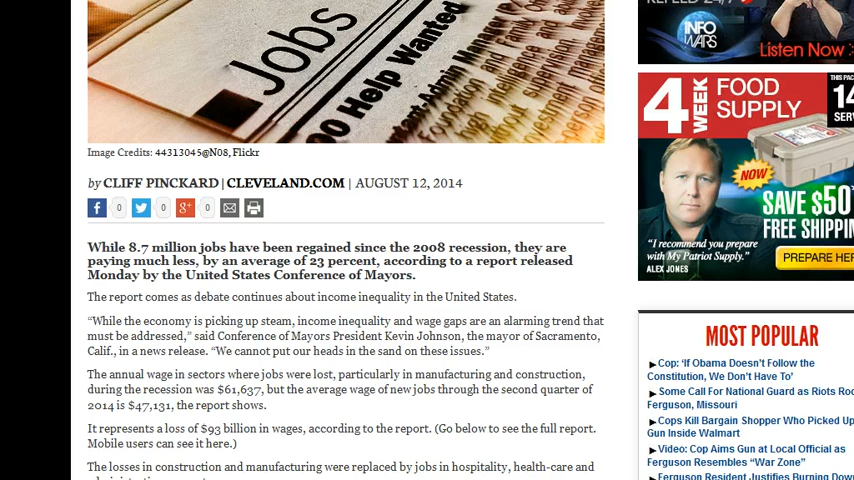 Jobs
Help Wanted
Image Credits: 44313045@N08, Flickr
by CLIFF PINCKARD | CLEVELAND.COM | AUGUST 12, 2014
0 0 0
While 8.7 million jobs have been regained since the 2008 recession, they are
paying much less, by an average of 23 percent, according to a report released
Monday by the United States Conference of Mayors.
The report comes as debate continues about income inequality in the United States.
“While the economy is picking up steam, income inequality and wage gaps are an alarming trend that
must be addressed,” said Conference of Mayors President Kevin Johnson, the mayor of Sacramento,
Calif., in a news release. “We cannot put our heads in the sand on these issues.”
The annual wage in sectors where jobs were lost, particularly in manufacturing and construction,
during the recession was $61,637, but the average wage of new jobs through the second quarter of
2014 is $47,131, the report shows.
It represents a loss of $93 billion in wages, according to the report. (Go below to see the full report.
Mobile users can see it here.)
The losses in construction and manufacturing were replaced by jobs in hospitality, health-care and
INFO
WARS
Listen Now
4 WEEK FOOD
SUPPLY
THIS PAC
14
SERV
NOW
SAVE $50
FREE SHIPPIN
“I recommend you prepare
with My Patriot Supply.”
ALEX JONES
PREPARE HER
MOST POPULAR
Cop: ‘If Obama Doesn’t Follow the
Constitution, We Don’t Have To’
Some Call For National Guard as Riots Roc
Ferguson, Missouri
Cops Kill Bargain Shopper Who Picked Up
Gun Inside Walmart
Video: Cop Aims Gun at Local Official as
Ferguson Resembles “War Zone”
Ferguson Resident Justifies Burning Down